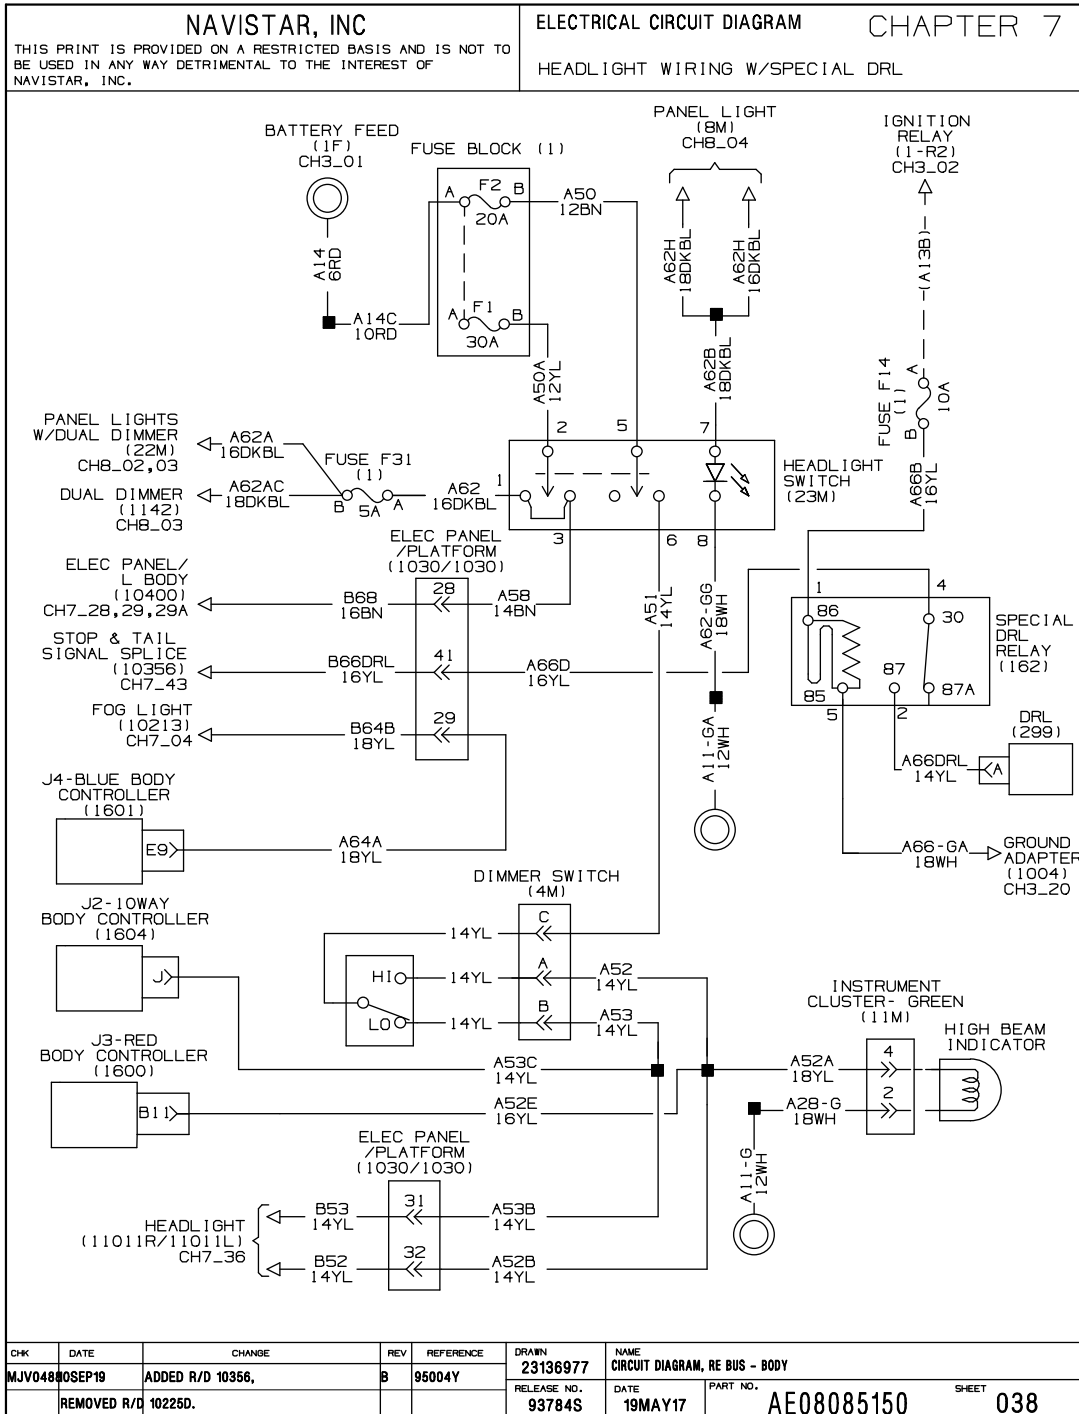 NAVISTAR, INC
THIS PRINT IS PROVIDED ON A RESTRICTED BASIS AND IS NOT TO
BE USED IN ANY WAY DETRIMENTAL TO THE INTEREST OF
NAVISTAR, INC.
ELECTRICAL CIRCUIT DIAGRAM
CHAPTER 7
HEADLIGHT WIRING W/SPECIAL DRL
BATTERY FEED
(1F)
CH3_01
FUSE BLOCK (1)
PANEL LIGHT
(8M)
CH8_04
IGNITION
RELAY
(1-R2)
CH3_02
A F2 B
20A
A50
12BN
A14
6RD
A62H
18DKBL
A62H
16DKBL
(A13B)
A14C
10RD
A F1 B
30A
A50A
12YL
A62B
18DKBL
FUSE F14
(1)
A
B
10A
A66B
16YL
PANEL LIGHTS
W/DUAL DIMMER
(22M)
CH8_02,03
A62A
16DKBL
DUAL DIMMER
(1142)
CH8_03
A62AC
18DKBL
FUSE F31
(1)
B 5A A
A62
16DKBL
2 5 7
1
3 6 8
HEADLIGHT
SWITCH
(23M)
ELEC PANEL
/PLATFORM
(1030/1030)
ELEC PANEL/
L BODY
(10400)
CH7_28,29,29A
B68
16BN
28
A58
14BN
A51
14YL
A62-GG
18WH
STOP & TAIL
SIGNAL SPLICE
(10356)
CH7_43
B66DRL
16YL
41
A66D
16YL
FOG LIGHT
(10213)
CH7_04
B64B
18YL
29
1 4
86 30
87
85 87A
5 2
SPECIAL
DRL
RELAY
(162)
A11-GA
12WH
DRL
(299)
A66DRL
14YL
A
J4-BLUE BODY
CONTROLLER
(1601)
E9
A64A
18YL
A66-GA
18WH
GROUND
ADAPTER
(1004)
CH3_20
DIMMER SWITCH
(4M)
J2-10WAY
BODY CONTROLLER
(1604)
J
14YL
C
HI
14YL
A
A52
14YL
LO
14YL
B
A53
14YL
INSTRUMENT
CLUSTER- GREEN
(11M)
HIGH BEAM
INDICATOR
J3-RED
BODY CONTROLLER
(1600)
B11
A53C
14YL
A52E
16YL
A52A
18YL
4
A28-G
18WH
2
A11-G
12WH
ELEC PANEL
/PLATFORM
(1030/1030)
HEADLIGHT
(11011R/11011L)
CH7_36
B53
14YL
31
A53B
14YL
B52
14YL
32
A52B
14YL
CHK DATE CHANGE REV REFERENCE
0SEP19 ADDED R/D 10356, B 95004Y
REMOVED R/D 10225D.
DRAWN
23136977
NAME
CIRCUIT DIAGRAM, RE BUS - BODY
RELEASE NO.
93784S
DATE
19MAY17
PART NO.
AE08085150
SHEET
038